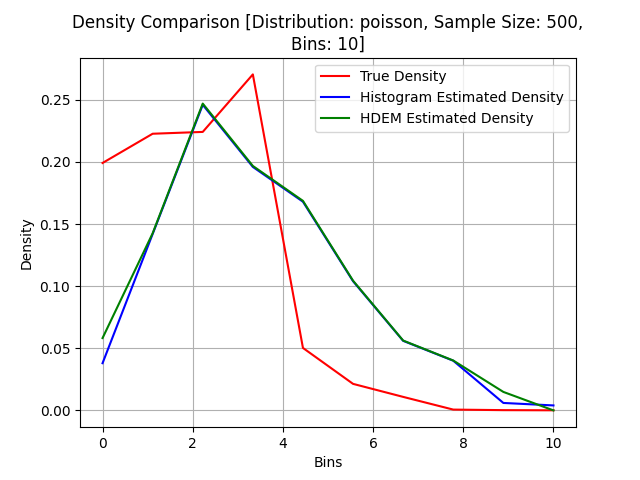 Density Comparison [Distribution: poisson, Sample Size: 500,
Bins: 10]
True Density
Histogram Estimated Density
HDEM Estimated Density
Density
0.25
0.20
0.15
0.10
0.05
0.00
0 2 4 6 8 10
Bins